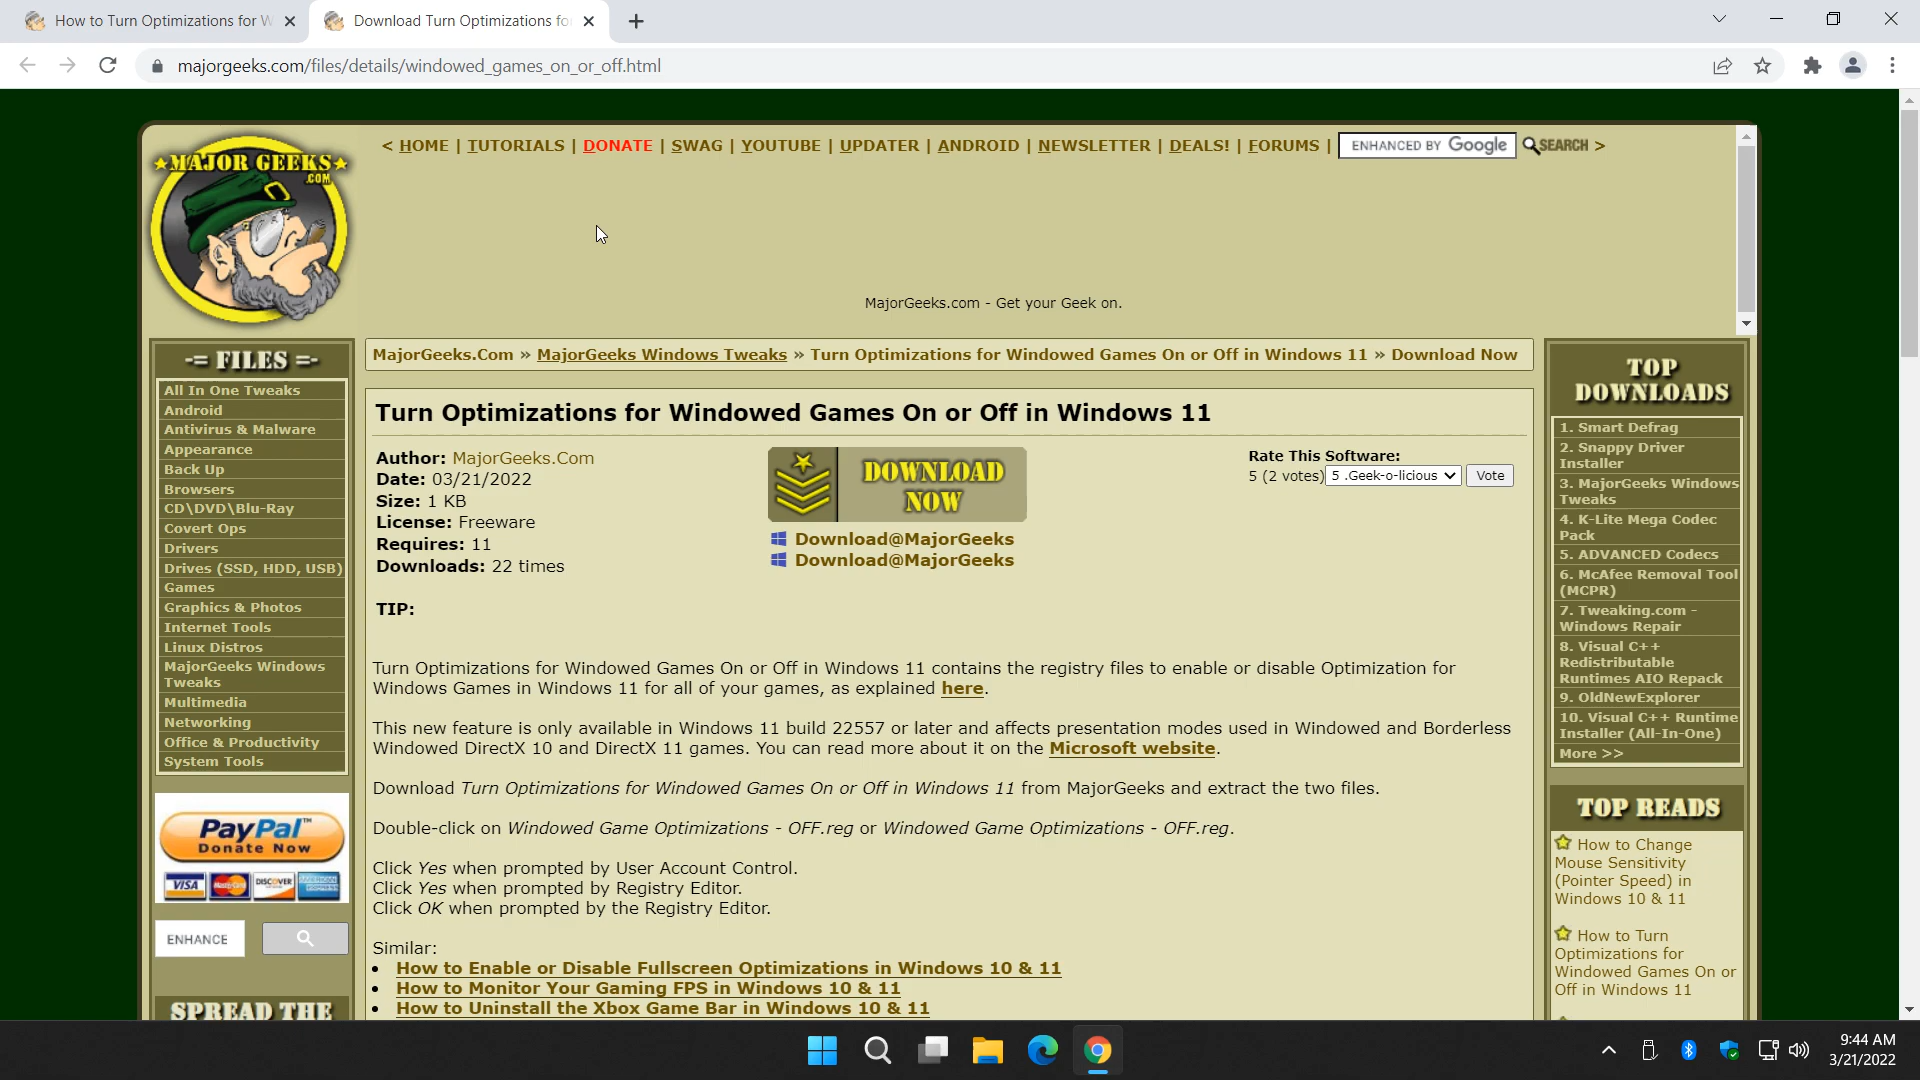 How to Turn Optimizations for W
Download Turn Optimizations fo
majorgeeks.com/files/details/windowed_games_on_or_off.html
MAJOR GEEKS
.COM
< HOME | TUTORIALS | DONATE | SWAG | YOUTUBE | UPDATER | ANDROID | NEWSLETTER | DEALS! | FORUMS | ENHANCED BY Google SEARCH >
MajorGeeks.com - Get your Geek on.
-= FILES =-
All In One Tweaks
Android
Antivirus & Malware
Appearance
Back Up
Browsers
CD\DVD\Blu-Ray
Covert Ops
Drivers
Drives (SSD, HDD, USB)
Games
Graphics & Photos
Internet Tools
Linux Distros
MajorGeeks Windows
Tweaks
Multimedia
Networking
Office & Productivity
System Tools
PayPal™
Donate Now
VISA MasterCard DISCOVER
ENHANCE
SPREAD THE
MajorGeeks.Com » MajorGeeks Windows Tweaks » Turn Optimizations for Windowed Games On or Off in Windows 11 » Download Now
Turn Optimizations for Windowed Games On or Off in Windows 11
Author: MajorGeeks.Com
Date: 03/21/2022
Size: 1 KB
License: Freeware
Requires: 11
Downloads: 22 times
TIP:
DOWNLOAD
NOW
Download@MajorGeeks
Download@MajorGeeks
Rate This Software:
5 (2 votes) 5 .Geek-o-licious Vote
Turn Optimizations for Windowed Games On or Off in Windows 11 contains the registry files to enable or disable Optimization for
Windows Games in Windows 11 for all of your games, as explained here.
This new feature is only available in Windows 11 build 22557 or later and affects presentation modes used in Windowed and Borderless
Windowed DirectX 10 and DirectX 11 games. You can read more about it on the Microsoft website.
Download Turn Optimizations for Windowed Games On or Off in Windows 11 from MajorGeeks and extract the two files.
Double-click on Windowed Game Optimizations - OFF.reg or Windowed Game Optimizations - OFF.reg.
Click Yes when prompted by User Account Control.
Click Yes when prompted by Registry Editor.
Click OK when prompted by the Registry Editor.
Similar:
• How to Enable or Disable Fullscreen Optimizations in Windows 10 & 11
• How to Monitor Your Gaming FPS in Windows 10 & 11
• How to Uninstall the Xbox Game Bar in Windows 10 & 11
TOP
DOWNLOADS
1. Smart Defrag
2. Snappy Driver
Installer
3. MajorGeeks Windows
Tweaks
4. K-Lite Mega Codec
Pack
5. ADVANCED Codecs
6. McAfee Removal Tool
(MCPR)
7. Tweaking.com -
Windows Repair
8. Visual C++
Redistributable
Runtimes AIO Repack
9. OldNewExplorer
10. Visual C++ Runtime
Installer (All-In-One)
More >>
TOP READS
How to Change
Mouse Sensitivity
(Pointer Speed) in
Windows 10 & 11
How to Turn
Optimizations for
Windowed Games On or
Off in Windows 11
9:44 AM
3/21/2022